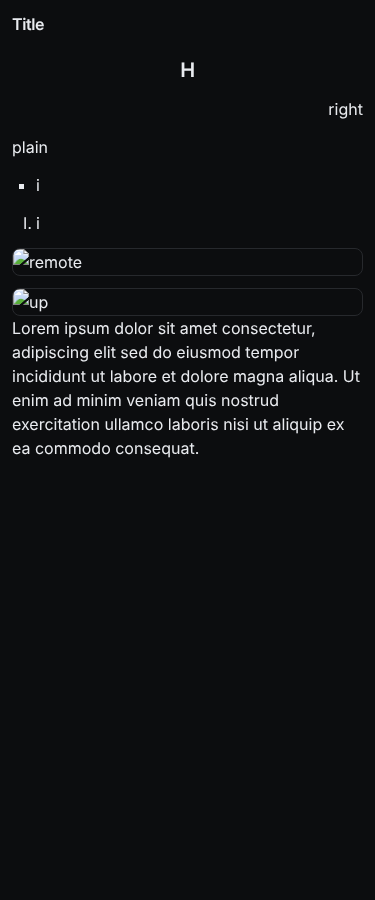 Title
H
right
plain
▪ i
I. i
remote
up
Lorem ipsum dolor sit amet consectetur,
adipiscing elit sed do eiusmod tempor
incididunt ut labore et dolore magna aliqua. Ut
enim ad minim veniam quis nostrud
exercitation ullamco laboris nisi ut aliquip ex
ea commodo consequat.